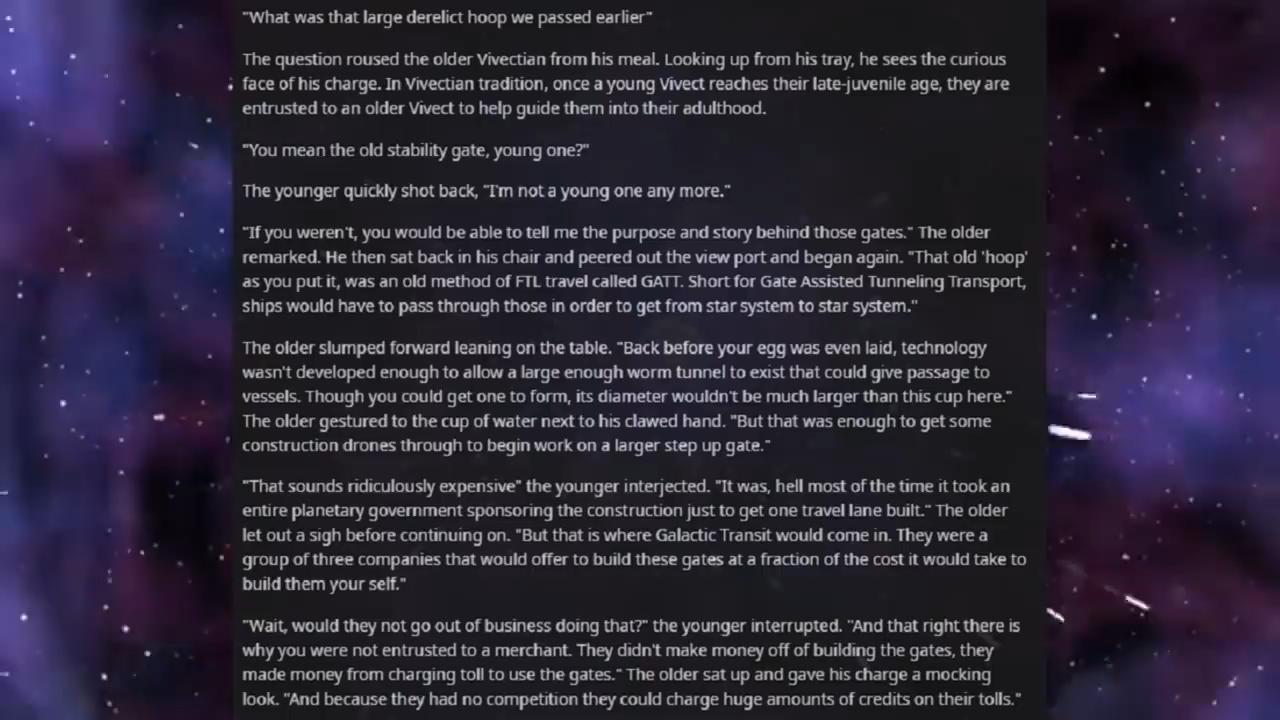 "What was that large derelict hoop we passed earlier"
The question roused the older Vivectian from his meal. Looking up from his tray, he sees the curious
face of his charge. In Vivectian tradition, once a young Vivect reaches their late-juvenile age, they are
entrusted to an older Vivect to help guide them into their adulthood.
"You mean the old stability gate, young one?"
The younger quickly shot back, "I'm not a young one any more."
"If you weren't, you would be able to tell me the purpose and story behind those gates." The older
remarked. He then sat back in his chair and peered out the view port and began again. "That old 'hoop'
as you put it, was an old method of FTL travel called GATT. Short for Gate Assisted Tunneling Transport,
ships would have to pass through those in order to get from star system to star system."
The older slumped forward leaning on the table. "Back before your egg was even laid, technology
wasn't developed enough to allow a large enough worm tunnel to exist that could give passage to
vessels. Though you could get one to form, its diameter wouldn't be much larger than this cup here."
The older gestured to the cup of water next to his clawed hand. "But that was enough to get some
construction drones through to begin work on a larger step up gate."
"That sounds ridiculously expensive" the younger interjected. "It was, hell most of the time it took an
entire planetary government sponsoring the construction just to get one travel lane built." The older
let out a sigh before continuing on. "But that is where Galactic Transit would come in. They were a
group of three companies that would offer to build these gates at a fraction of the cost it would take to
build them your self."
"Wait, would they not go out of business doing that?" the younger interrupted. "And that right there is
why you were not entrusted to a merchant. They didn't make money off of building the gates, they
made money from charging toll to use the gates." The older sat up and gave his charge a mocking
look. "And because they had no competition they could charge huge amounts of credits on their tolls."